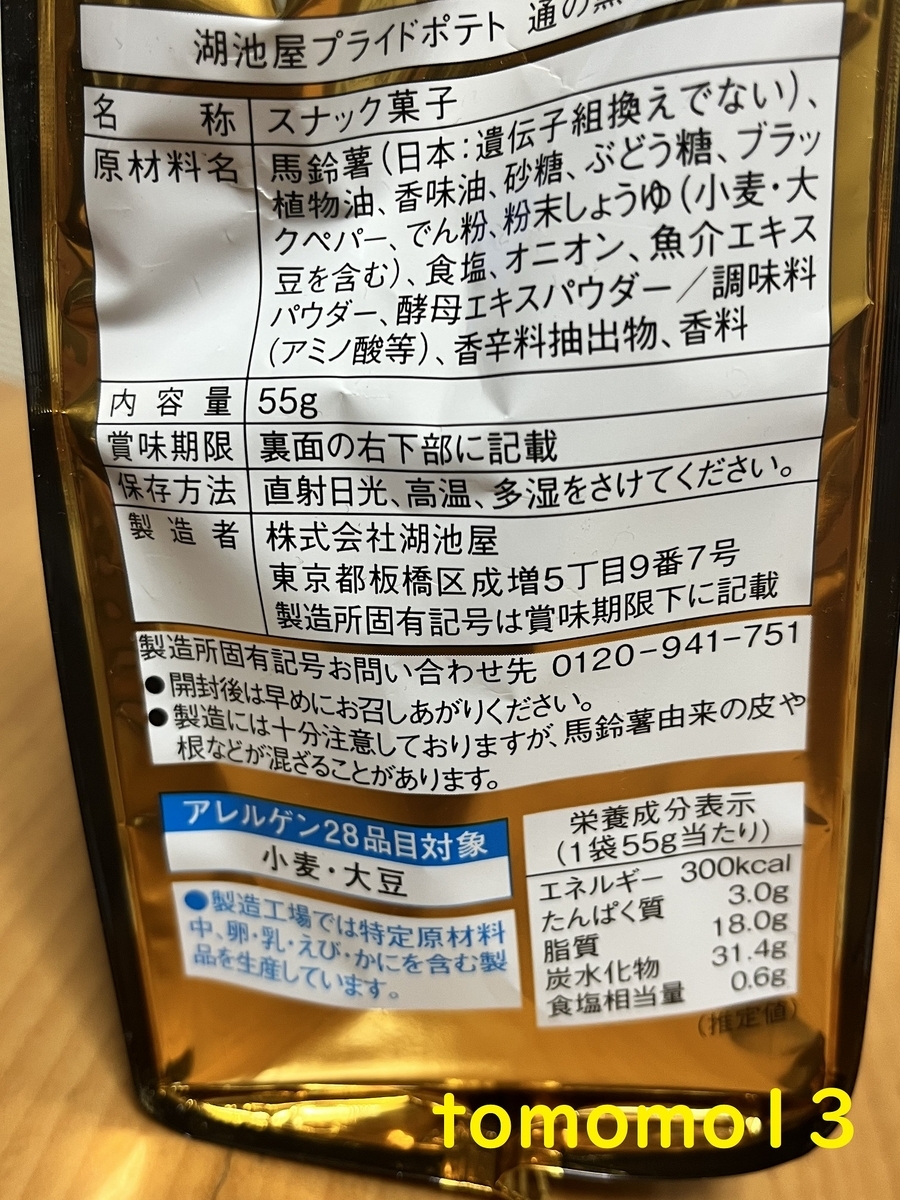 湖池屋プライドポテト 通の黒
名称 スナック菓子
原材料名 馬鈴薯(日本:遺伝子組換えでない)、
植物油、香味油、砂糖、ぶどう糖、ブラッ
クペパー、でん粉、粉末しょうゆ(小麦・大
豆を含む)、食塩、オニオン、魚介エキス
パウダー、酵母エキスパウダー/調味料
(アミノ酸等)、香辛料抽出物、香料
内容量 55g
賞味期限 裏面の右下部に記載
保存方法 直射日光、高温、多湿をさけてください。
製造者 株式会社湖池屋
東京都板橋区成増5丁目9番7号
製造所固有記号は賞味期限下に記載
製造所固有記号お問い合わせ先 0120-941-751
●開封後は早めにお召しあがりください。
●製造には十分注意しておりますが、馬鈴薯由来の皮や
根などが混ざることがあります。
アレルゲン28品目対象
小麦・大豆
●製造工場では特定原材料
中、卵・乳・えび・かにを含む製
品を生産しています。
栄養成分表示
(1袋55g当たり)
エネルギー 300kcal
たんぱく質 3.0g
脂質 18.0g
炭水化物 31.4g
食塩相当量 0.6g
(推定値)
tomomo13